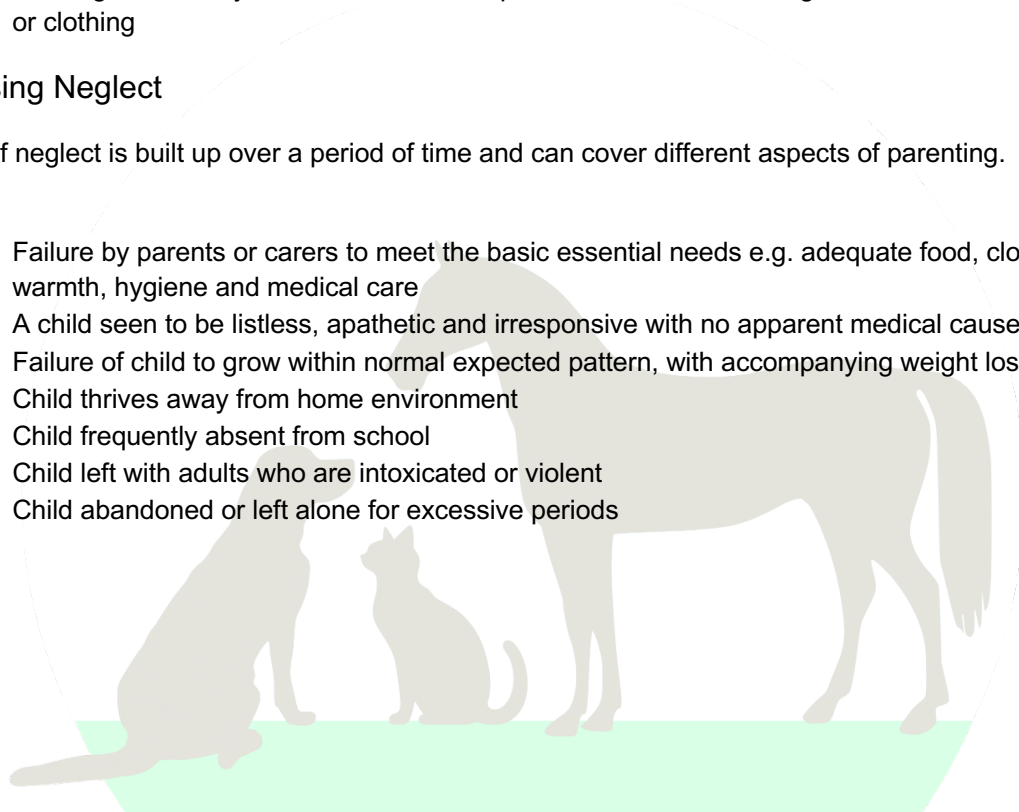 or clothing
ing Neglect
f neglect is built up over a period of time and can cover different aspects of parenting.
Failure by parents or carers to meet the basic essential needs e.g. adequate food, clo
warmth, hygiene and medical care
A child seen to be listless, apathetic and irresponsive with no apparent medical cause
Failure of child to grow within normal expected pattern, with accompanying weight los
Child thrives away from home environment
Child frequently absent from school
Child left with adults who are intoxicated or violent
Child abandoned or left alone for excessive periods